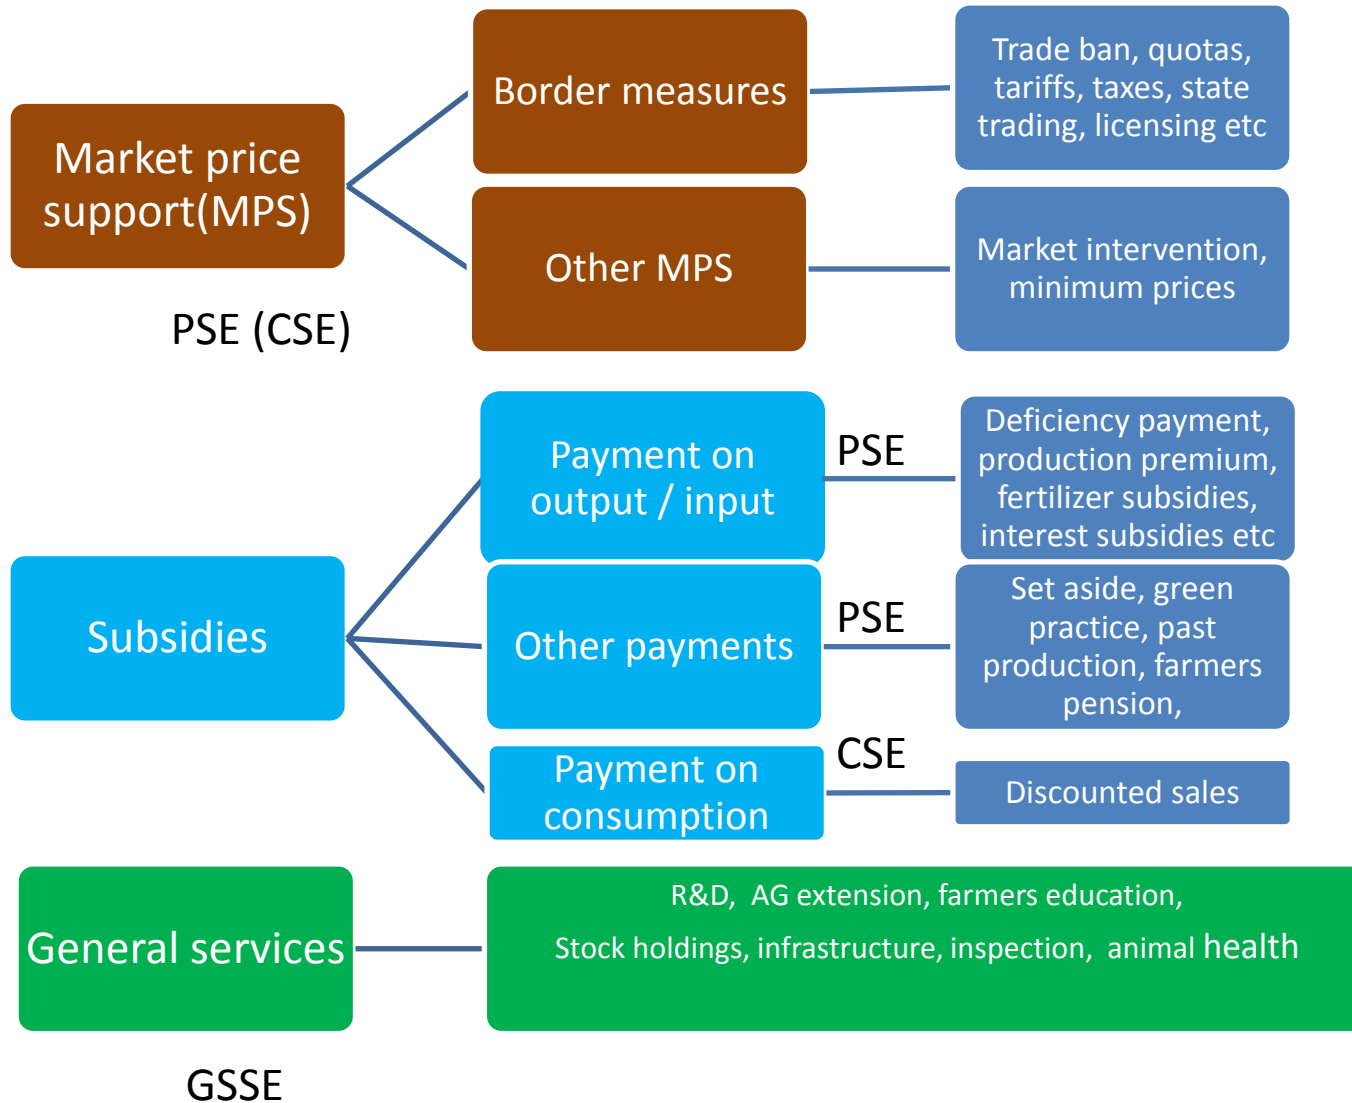 Market price
support(MPS)
Border measures
Trade ban, quotas,
tariffs, taxes, state
trading, licensing etc
Other MPS
Market intervention,
minimum prices
PSE (CSE)
Subsidies
Payment on
output / input
PSE
Deficiency payment,
production premium,
fertilizer subsidies,
interest subsidies etc
Other payments
PSE
Set aside, green
practice, past
production, farmers
pension,
Payment on
consumption
CSE
Discounted sales
General services
R&D, AG extension, farmers education,
Stock holdings, infrastructure, inspection, animal health
GSSE